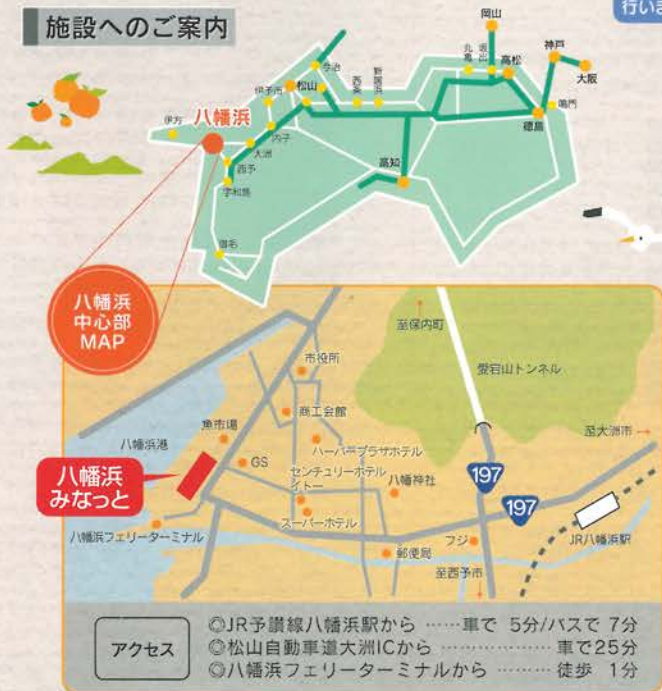 行いま
施設へのご案内
岡山
神戸
大阪
丸亀
坂出
高松
鳴門
徳島
今治
新居浜
西条
松山
伊予市
内子
大洲
八幡浜
伊方
西予
宇和島
高知
御荘
八幡浜
中心部
MAP
至保内町
愛宕山トンネル
市役所
商工会館
魚市場
八幡浜港
GS
ハーバープラザホテル
センチュリーホテル
イトー
スーパーホテル
八幡神社
至大洲市→
197
197
八幡浜
みなっと
八幡浜フェリーターミナル
郵便局
フジ
JR八幡浜駅
至西予市
アクセス
◎JR予讃線八幡浜駅から ……車で 5分/バスで 7分
◎松山自動車道大洲ICから ……………… 車で25分
◎八幡浜フェリーターミナルから ……… 徒歩 1分